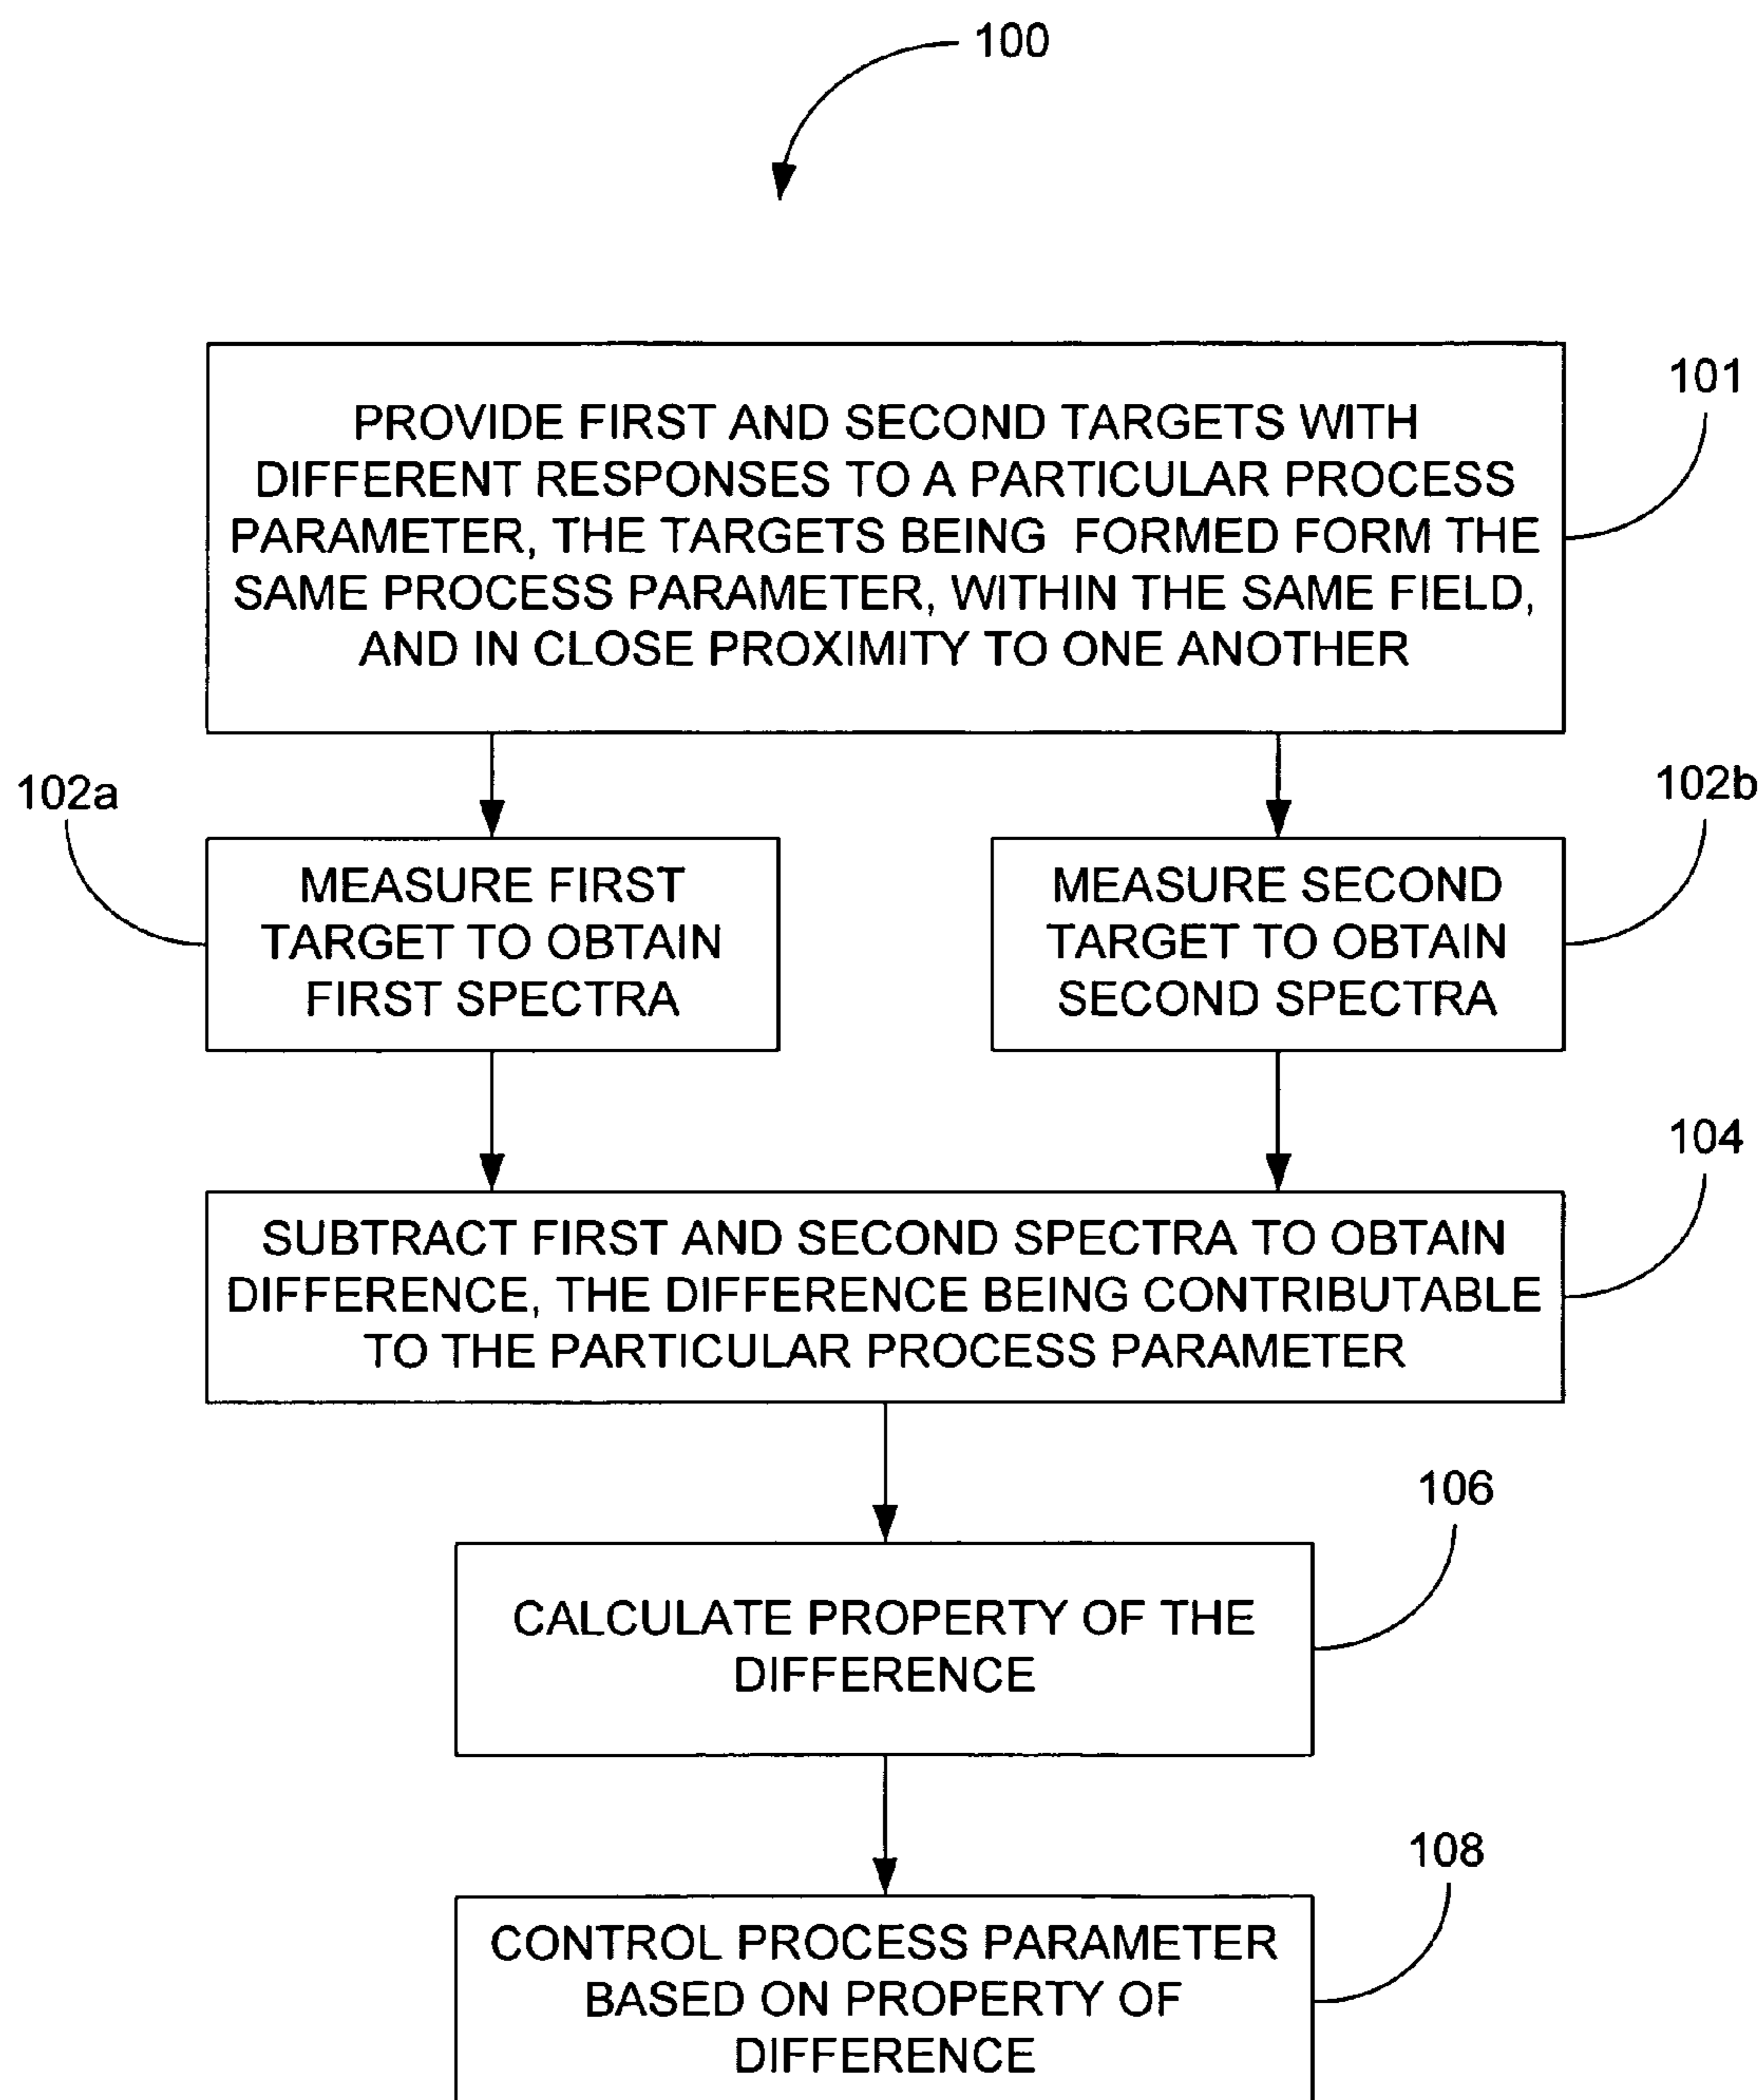 100
101
PROVIDE FIRST AND SECOND TARGETS WITH
DIFFERENT RESPONSES TO A PARTICULAR PROCESS
PARAMETER, THE TARGETS BEING FORMED FORM THE
SAME PROCESS PARAMETER, WITHIN THE SAME FIELD,
AND IN CLOSE PROXIMITY TO ONE ANOTHER
102a
MEASURE FIRST
TARGET TO OBTAIN
FIRST SPECTRA
102b
MEASURE SECOND
TARGET TO OBTAIN
SECOND SPECTRA
104
SUBTRACT FIRST AND SECOND SPECTRA TO OBTAIN
DIFFERENCE, THE DIFFERENCE BEING CONTRIBUTABLE
TO THE PARTICULAR PROCESS PARAMETER
106
CALCULATE PROPERTY OF THE
DIFFERENCE
108
CONTROL PROCESS PARAMETER
BASED ON PROPERTY OF
DIFFERENCE